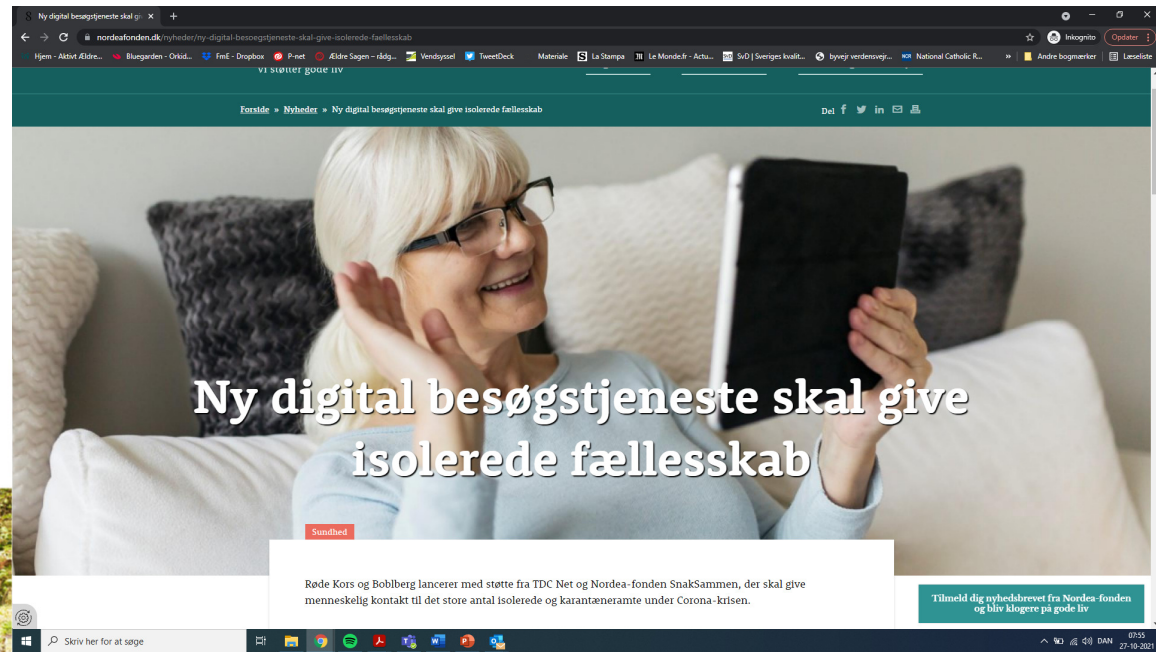 Ny digital besøgstjeneste skal giv
nordeafonden.dk/nyheder/ny-digital-bescegstjeneste-skal-give-isolerede-faellesskab
Inkognito
Opdater
Hjem - Aktivt Ældre...
Bluegarden - Orkid...
FmE - Dropbox
P-net
Ældre Sagen – rådg...
Vendsyssel
TweetDeck
Materiale
La Stampa
Le Monde.fr - Actu...
SvD | Sveriges kvalit...
byvejr verdensvejr...
National Catholic R...
Andre bogmærker
Læseliste
Vi støtter gode liv
Forside » Nyheder » Ny digital besøgstjeneste skal give isolerede fællesskab
Del
Ny digital besøgstjeneste skal give
isolerede fællesskab
Sundhed
Røde Kors og Boblberg lancerer med støtte fra TDC Net og Nordea-fonden SnakSammen, der skal give
menneskelig kontakt til det store antal isolerede og karantæneramte under Corona-krisen.
Tilmeld dig nyhedsbrevet fra Nordea-fonden
og bliv klogere på gode liv
Skriv her for at søge
DAN
07:55
27-10-2021